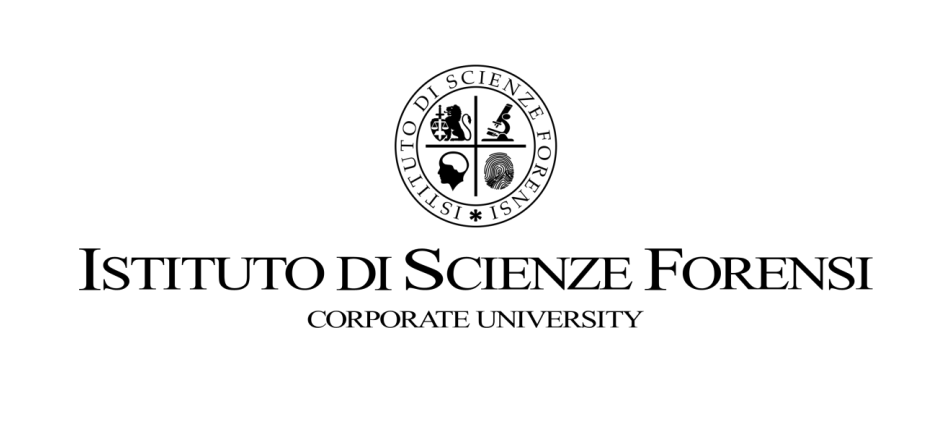 ISTITUTO DI SCIENZE FORENSI *
ISTITUTO DI SCIENZE FORENSI
CORPORATE UNIVERSITY